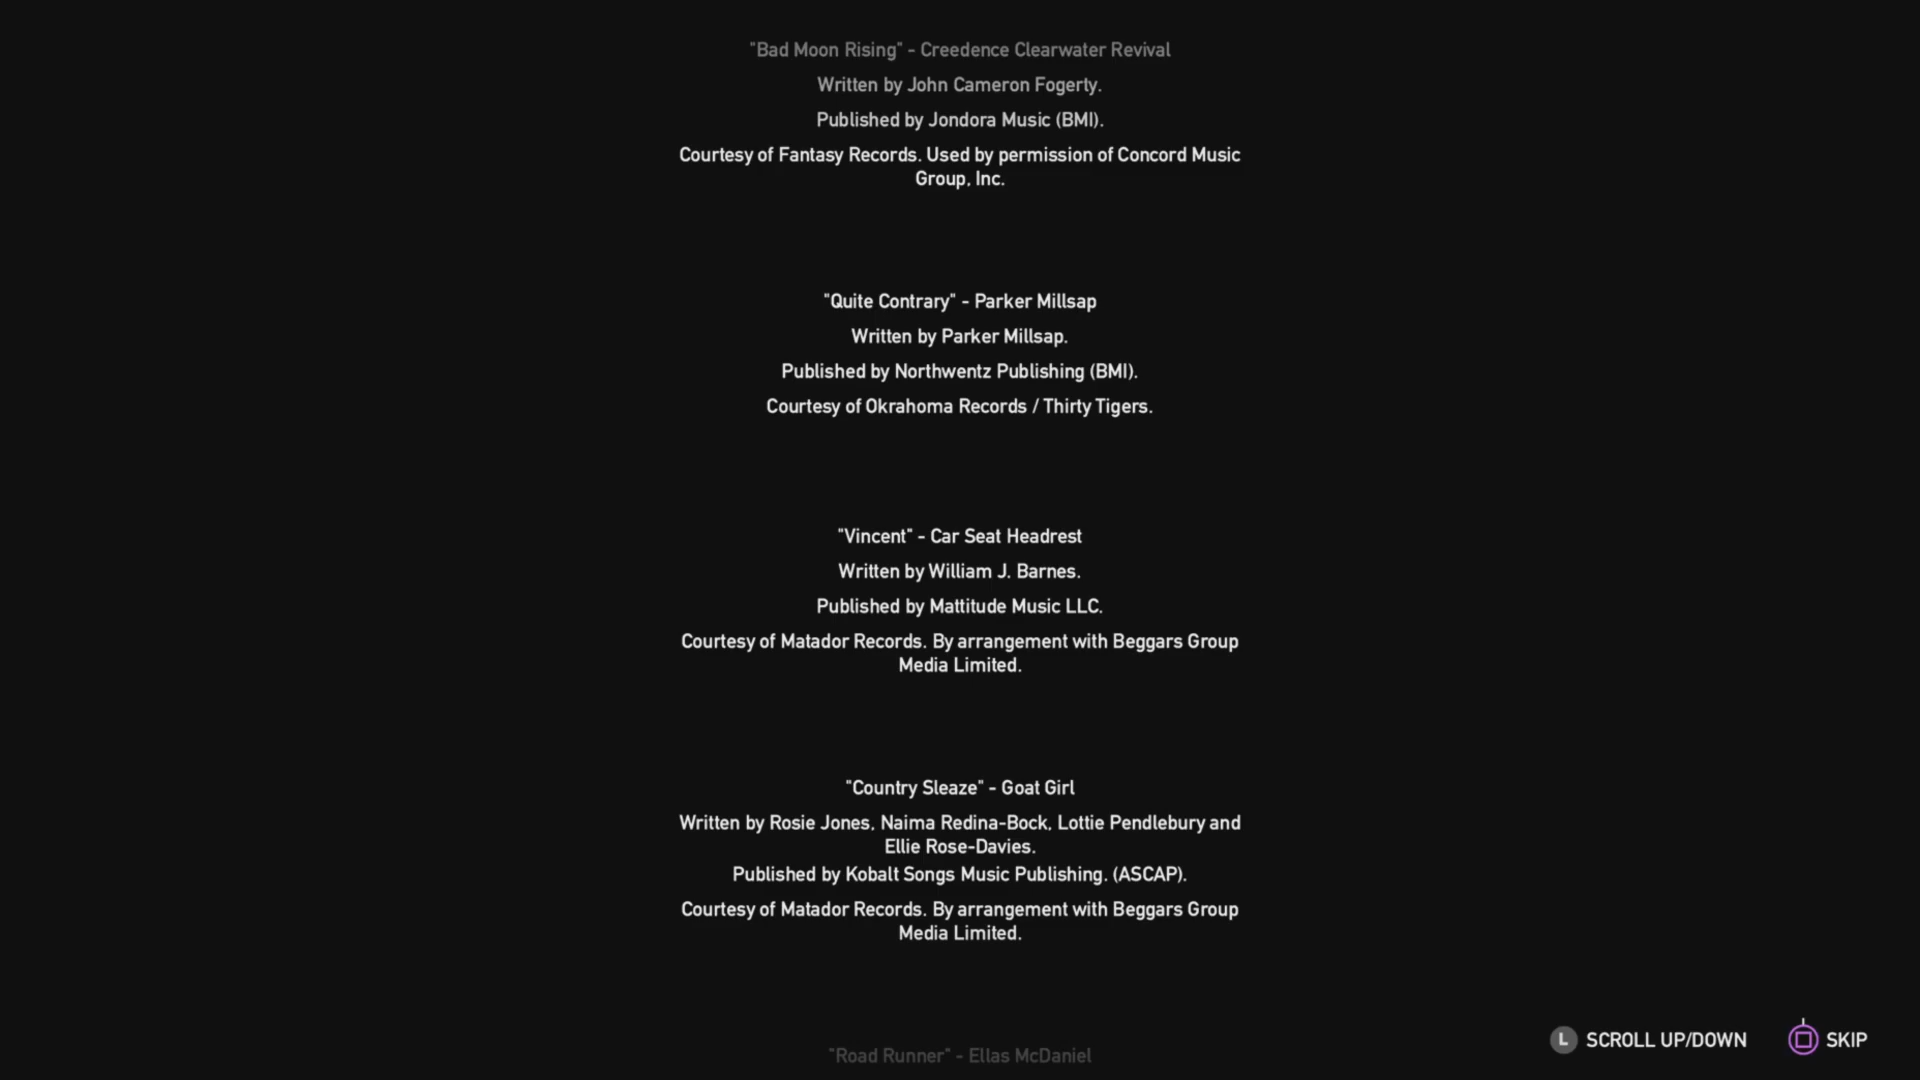 "Bad Moon Rising" - Creedence Clearwater Revival
Written by John Cameron Fogerty.
Published by Jondora Music (BMI).
Courtesy of Fantasy Records. Used by permission of Concord Music
Group, Inc.
"Quite Contrary" - Parker Millsap
Written by Parker Millsap.
Published by Northwentz Publishing (BMI).
Courtesy of Okrahoma Records / Thirty Tigers.
"Vincent" - Car Seat Headrest
Written by William J. Barnes.
Published by Mattitude Music LLC.
Courtesy of Matador Records. By arrangement with Beggars Group
Media Limited.
"Country Sleaze" - Goat Girl
Written by Rosie Jones, Naima Redina-Bock, Lottie Pendlebury and
Ellie Rose-Davies.
Published by Kobalt Songs Music Publishing. (ASCAP).
Courtesy of Matador Records. By arrangement with Beggars Group
Media Limited.
"Road Runner" - Ellas McDaniel
L SCROLL UP/DOWN SKIP